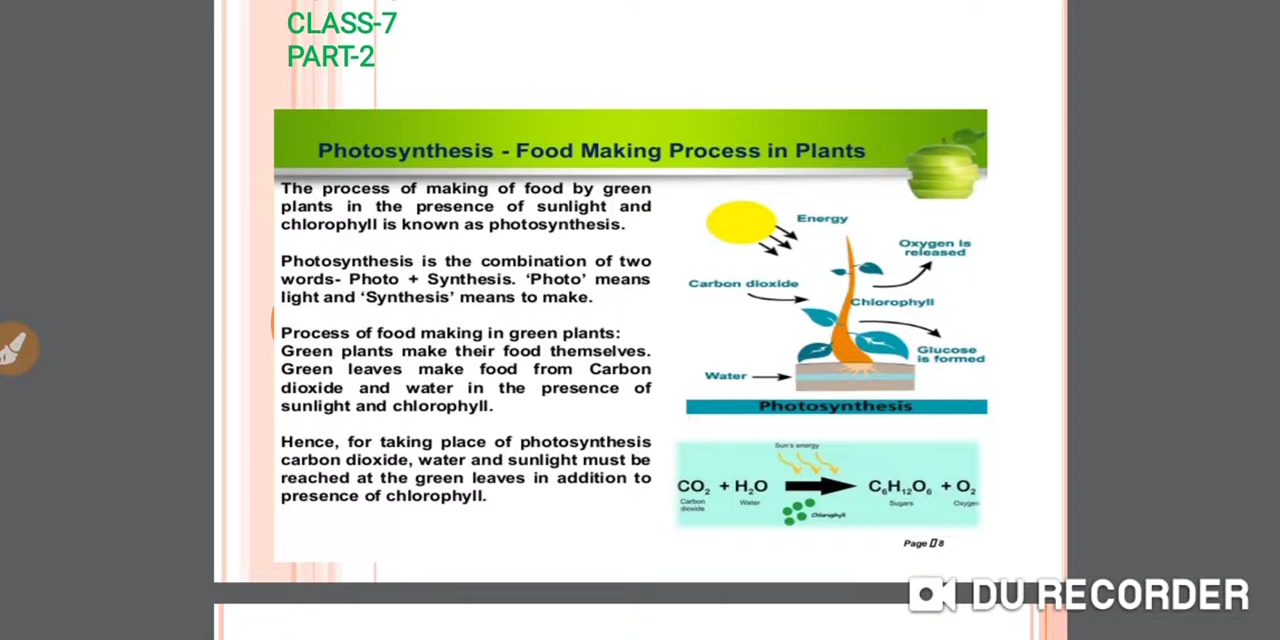 CLASS-7
PART-2
Photosynthesis - Food Making Process in Plants
The process of making of food by green
plants in the presence of sunlight and
chlorophyll is known as photosynthesis.
Photosynthesis is the combination of two
words- Photo + Synthesis. ‘Photo’ means
light and ‘Synthesis’ means to make.
Process of food making in green plants:
Green plants make their food themselves.
Green leaves make food from Carbon
dioxide and water in the presence of
sunlight and chlorophyll.
Hence, for taking place of photosynthesis
carbon dioxide, water and sunlight must be
reached at the green leaves in addition to
presence of chlorophyll.
Energy
Oxygen is
released
Carbon dioxide
Chlorophyll
Glucose
is formed
Water
Photosynthesis
Sun's energy
CO₂ + H₂O C₆H₁₂O₆ + O₂
Carbon
dioxide
Water
Chlorophyll
Sugars
Oxygen
Page 8
DU RECORDER